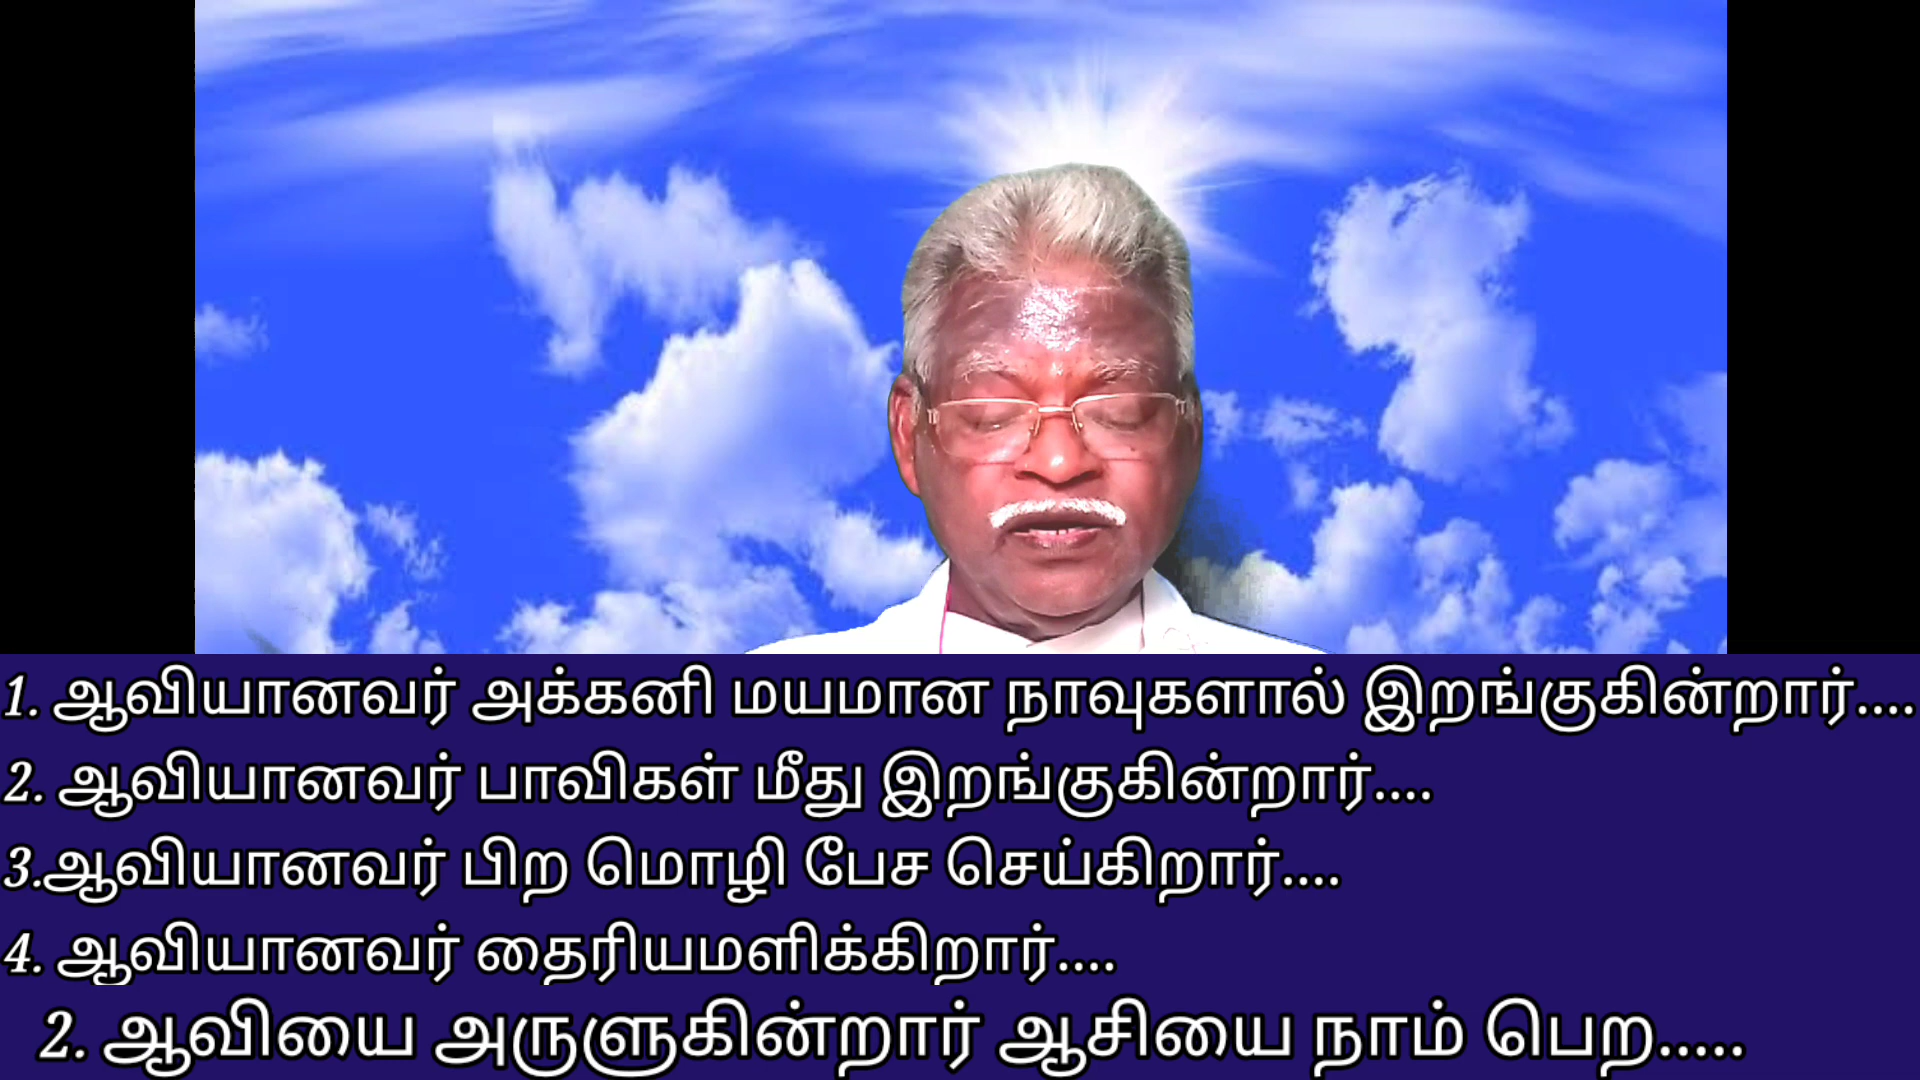 1. ஆவியானவர் அக்கனி மயமான நாவுகளால் இறங்குகின்றார்....
2. ஆவியானவர் பாவிகள் மீது இறங்குகின்றார்....
3.ஆவியானவர் பிற மொழி பேச செய்கிறார்....
4. ஆவியானவர் தைரியமளிக்கிறார்....
2. ஆவியை அருளுகின்றார் ஆசியை நாம் பெற.....